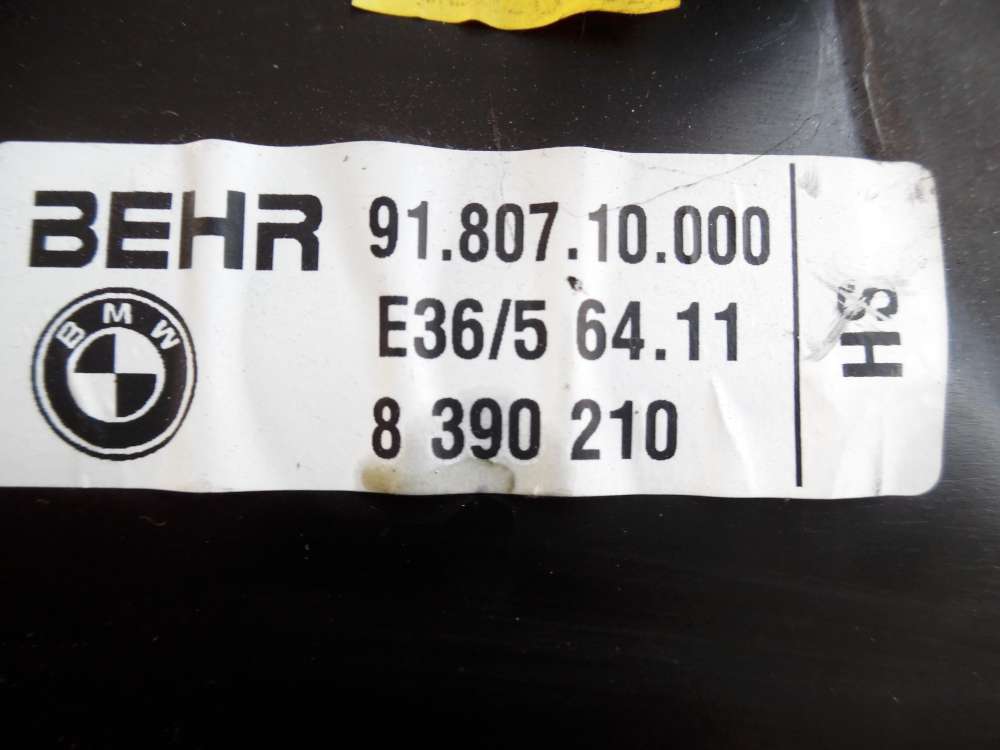 BEHR 91.807.10.000
BMW E36/5 64.11
8 390 210
HS